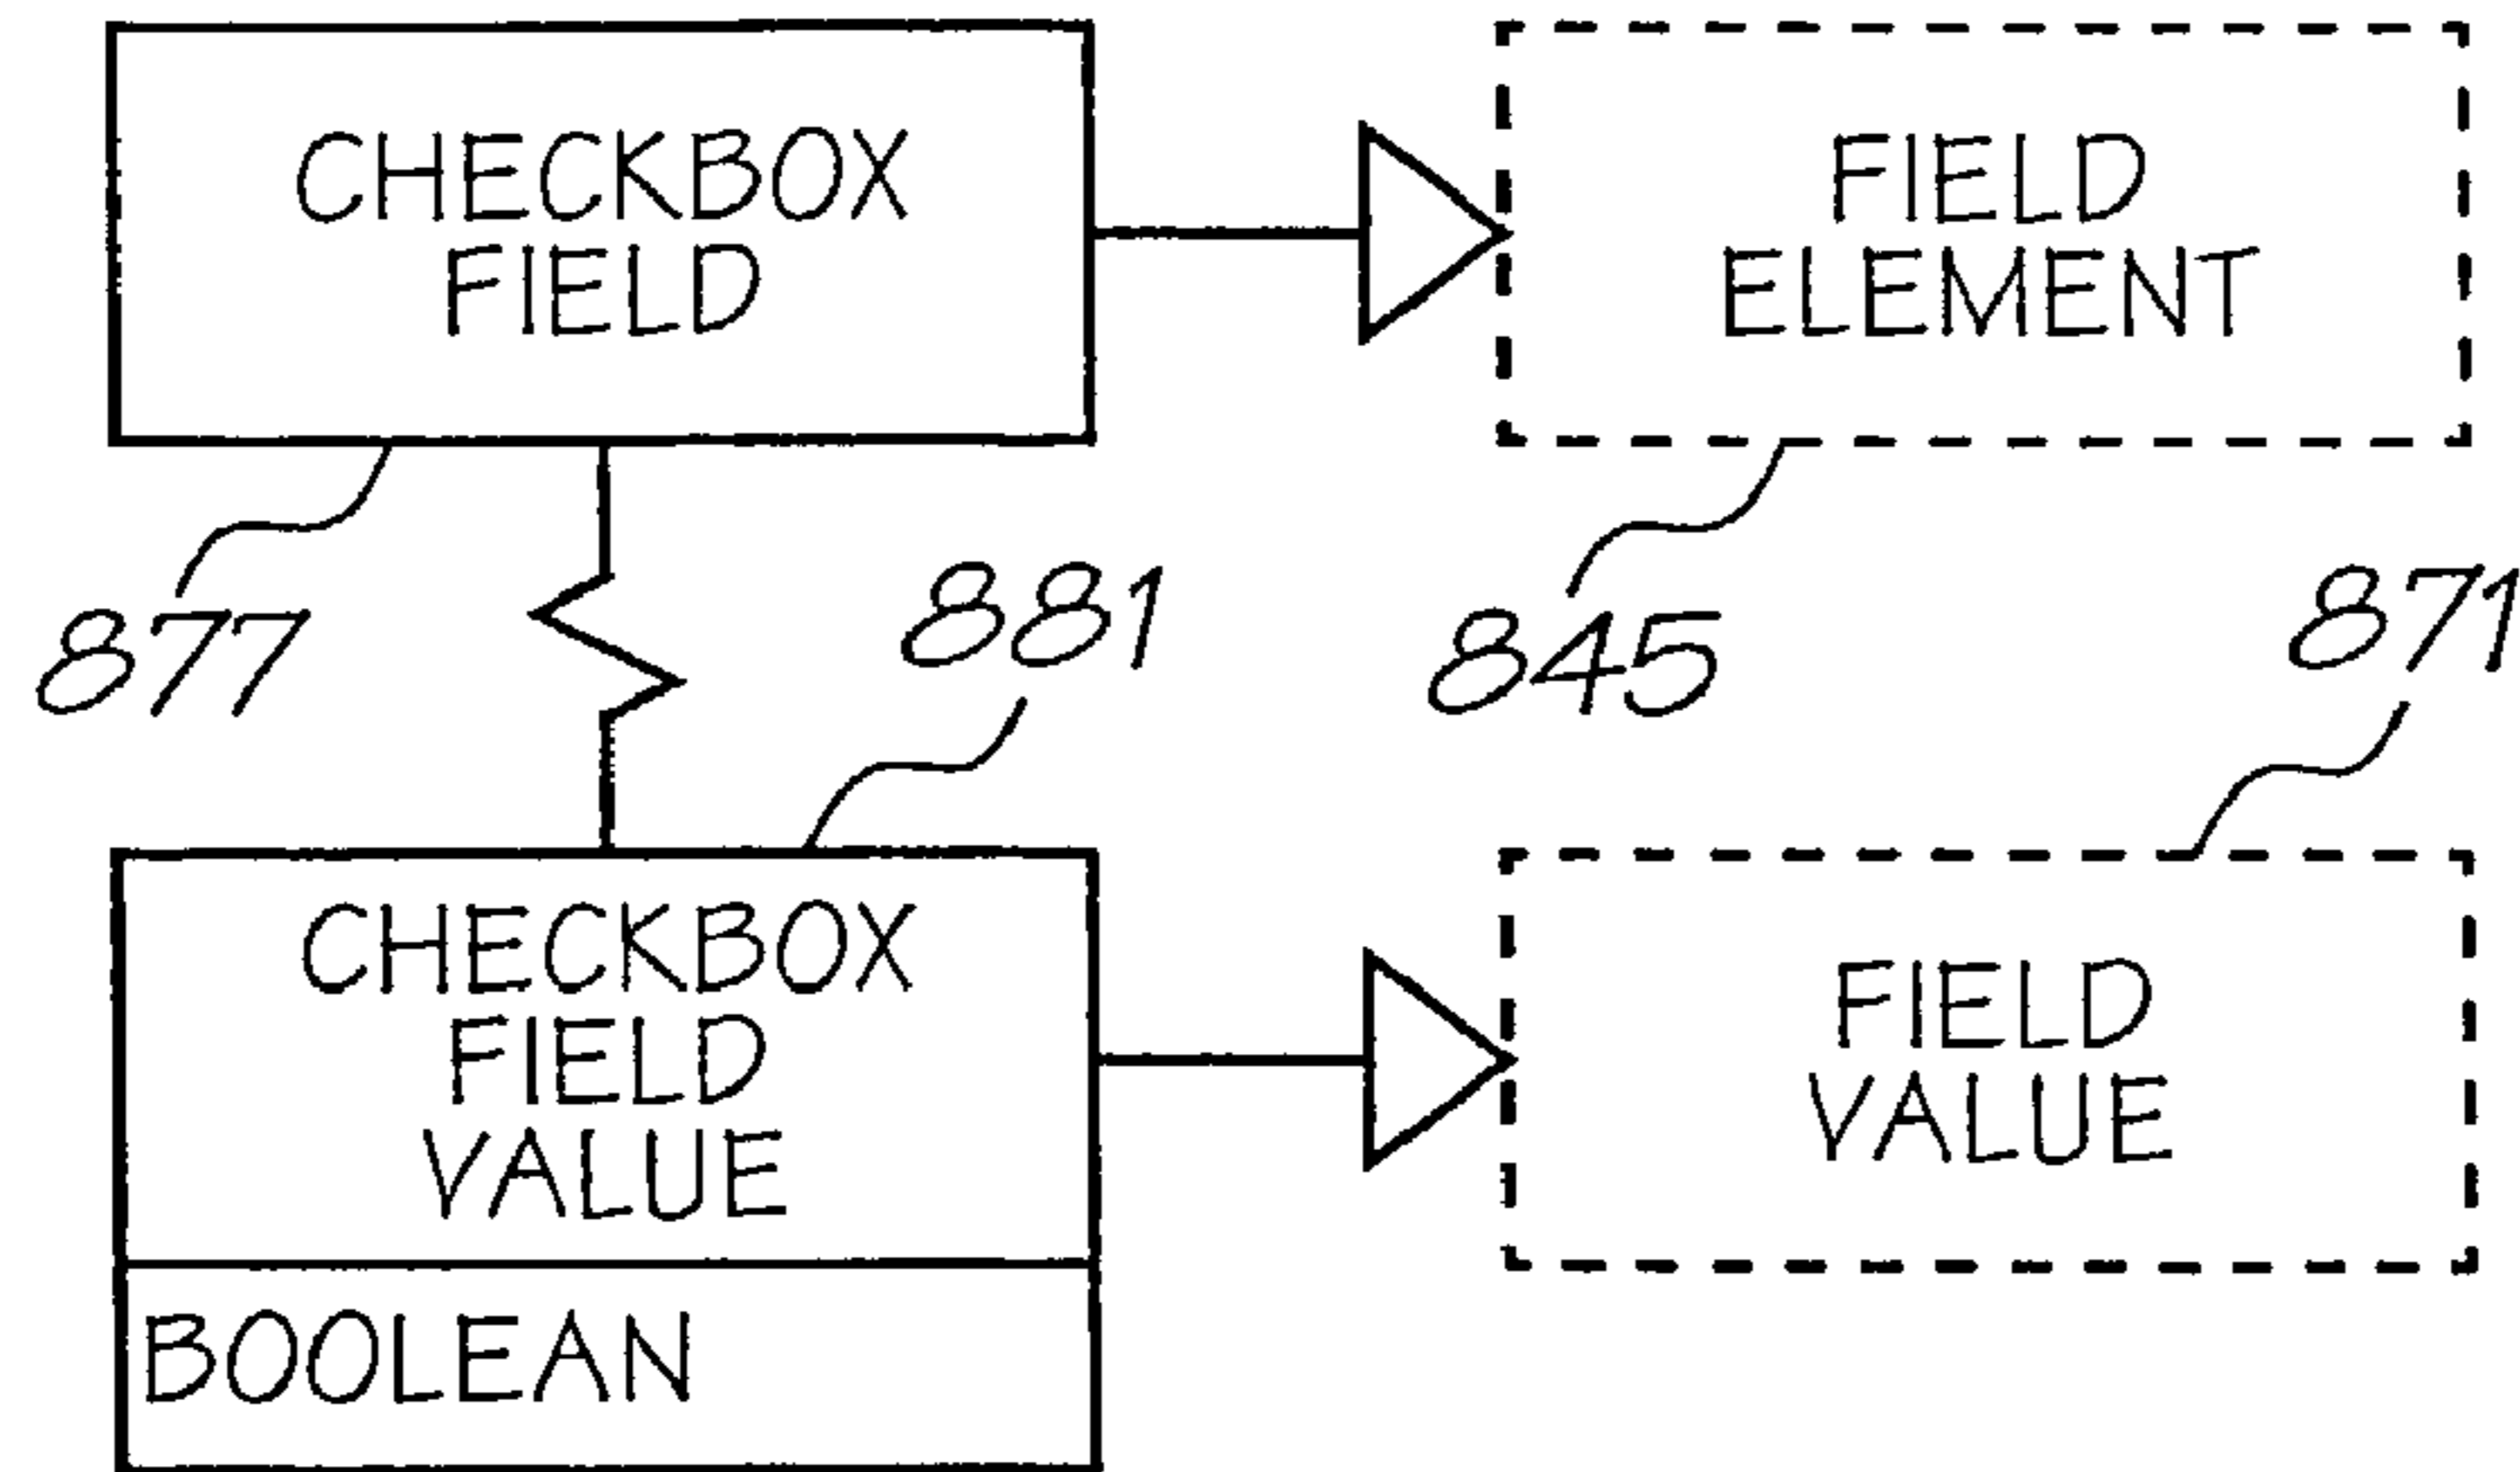 CHECKBOX
FIELD
FIELD
ELEMENT
877
881
845
871
CHECKBOX
FIELD
VALUE
FIELD
VALUE
BOOLEAN